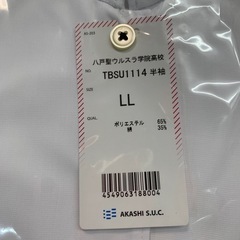 八戸聖ウルスラ学院高校
NO
TBSU1114 半袖
SIZE
LL
ポリエステル 65%
綿 35%
4549063188004
AKASHI S.U.C.